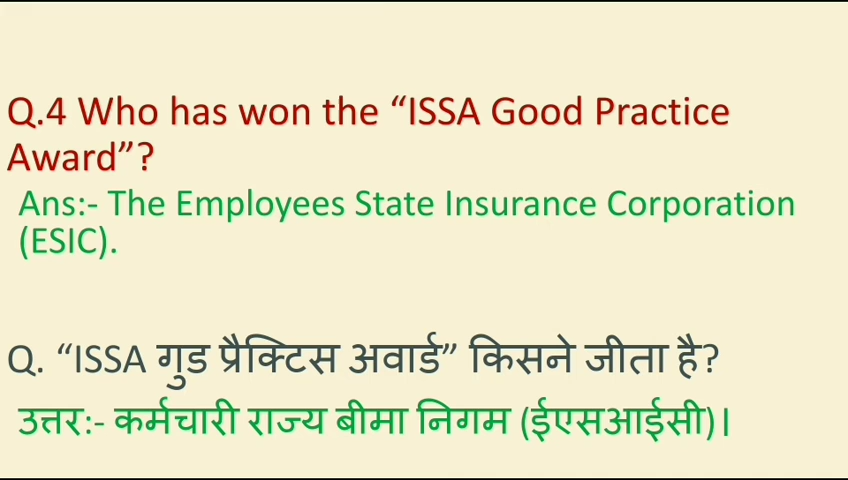 Q.4 Who has won the “ISSA Good Practice
Award”?
Ans:- The Employees State Insurance Corporation
(ESIC).
Q. “ISSA गुड प्रैक्टिस अवार्ड” किसने जीता है?
उत्तर:- कर्मचारी राज्य बीमा निगम (ईएसआईसी)।